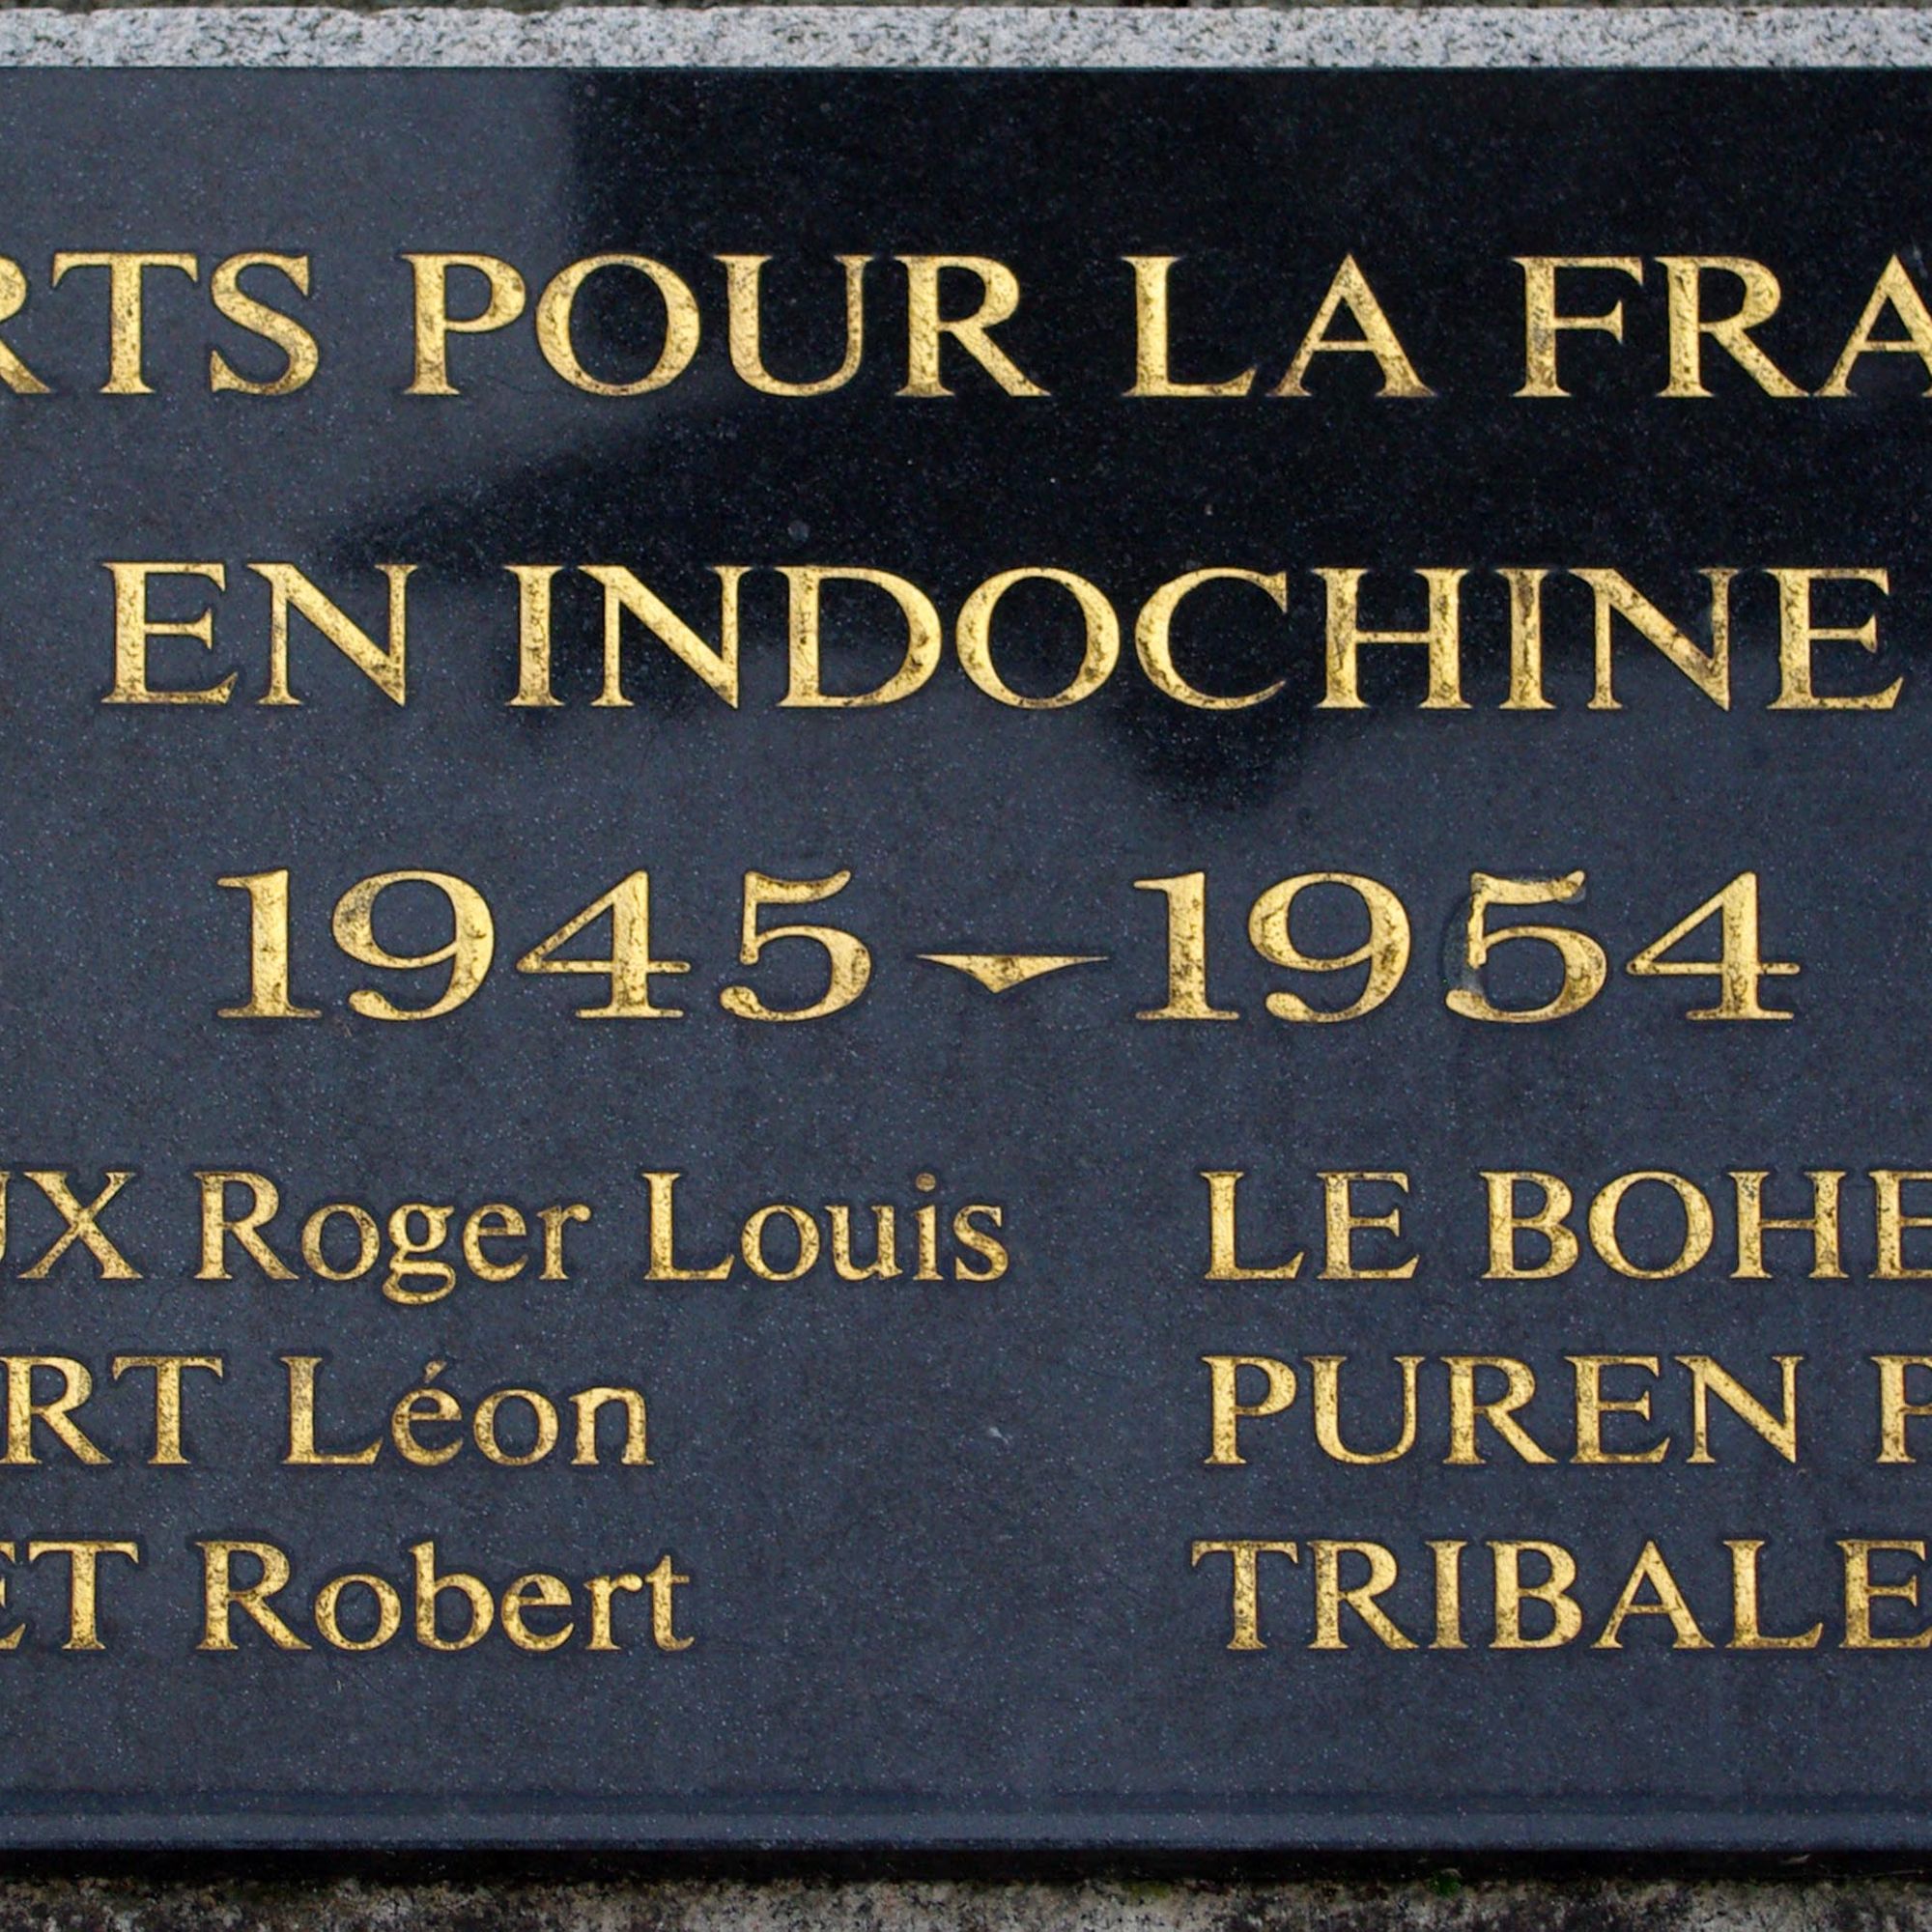 RTS POUR LA FRA
EN INDOCHINE
1945-1954
UX Roger Louis LE BOHE
RT Léon PUREN P
ET Robert TRIBALE